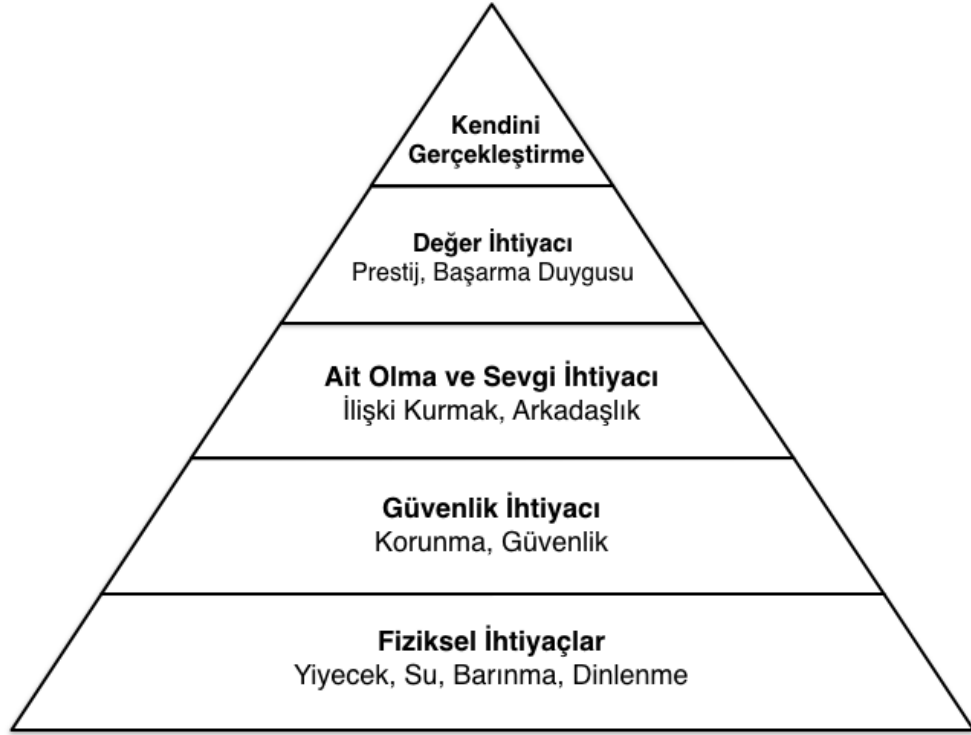 Kendini
Gerçekleştirme
Değer İhtiyacı
Prestij, Başarma Duygusu
Ait Olma ve Sevgi İhtiyacı
İlişki Kurmak, Arkadaşlık
Güvenlik İhtiyacı
Korunma, Güvenlik
Fiziksel İhtiyaçlar
Yiyecek, Su, Barınma, Dinlenme